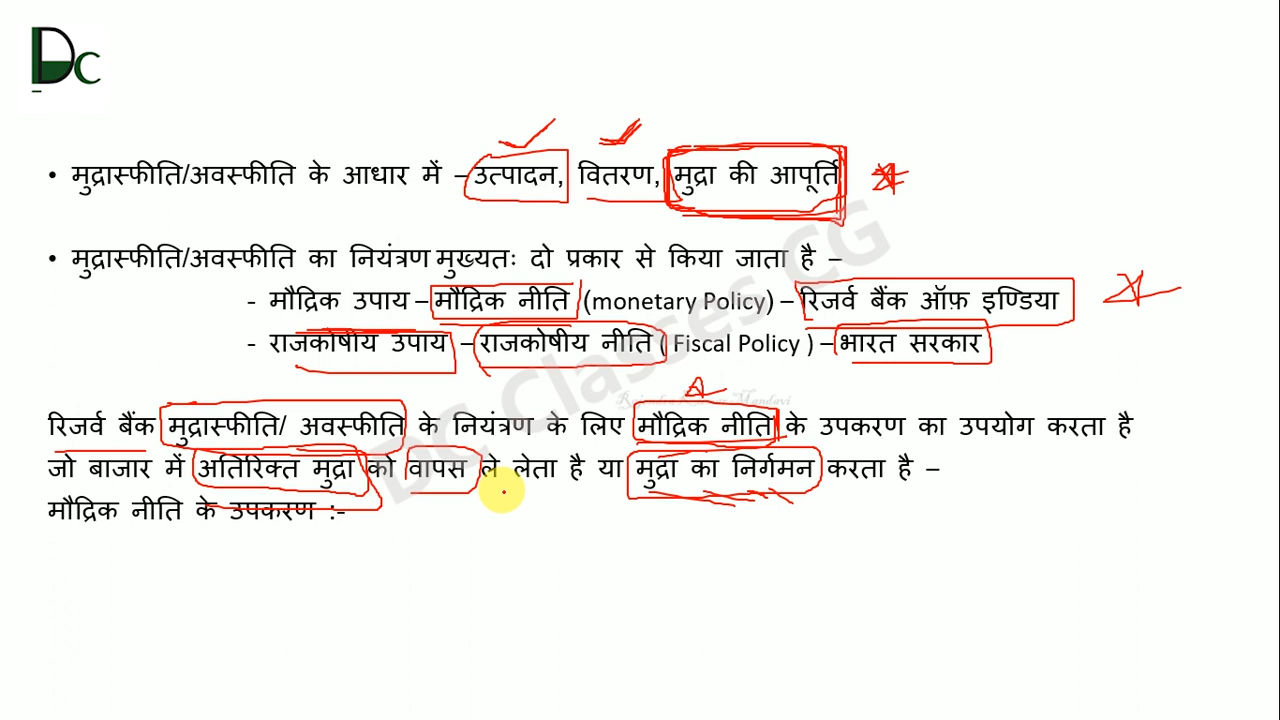 DC
• मुद्रास्फीति/अवस्फीति के आधार में – उत्पादन, वितरण, मुद्रा की आपूर्ति
• मुद्रास्फीति/अवस्फीति का नियंत्रण मुख्यतः दो प्रकार से किया जाता है –
- मौद्रिक उपाय – मौद्रिक नीति (monetary Policy) – रिजर्व बैंक ऑफ़ इण्डिया
- राजकोषीय उपाय – राजकोषीय नीति ( Fiscal Policy ) – भारत सरकार
रिजर्व बैंक मुद्रास्फीति/ अवस्फीति के नियंत्रण के लिए मौद्रिक नीति के उपकरण का उपयोग करता है
जो बाजार में अतिरिक्त मुद्रा को वापस ले लेता है या मुद्रा का निर्गमन करता है –
मौद्रिक नीति के उपकरण :-
DC Classes CG
Mandavi